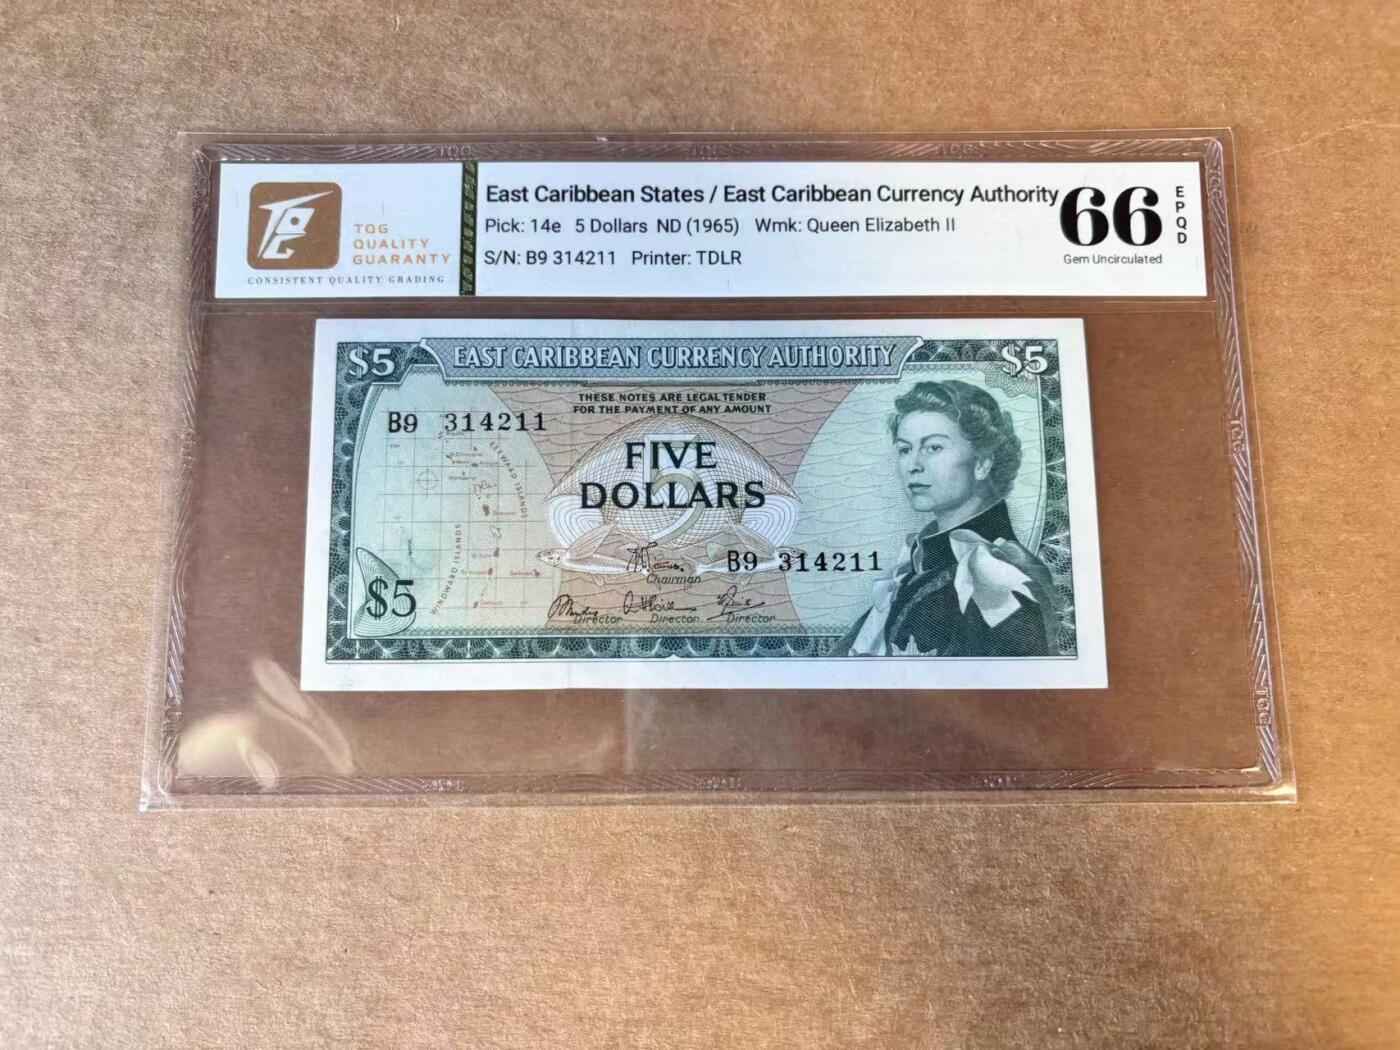 TQG
QUALITY
GUARANTY
CONSISTENT QUALITY GRADING
East Caribbean States / East Caribbean Currency Authority
Pick: 14e 5 Dollars ND (1965) Wmk: Queen Elizabeth II
S/N: B9 314211 Printer: TDLR
66
EPQD
Gem Uncirculated
$5 EAST CARIBBEAN CURRENCY AUTHORITY $5
THESE NOTES ARE LEGAL TENDER
FOR THE PAYMENT OF ANY AMOUNT
B9 314211
FIVE
DOLLARS
LEEWARD ISLANDS
WINDWARD ISLANDS
B9 314211
Chairman
$5
Director Director Director